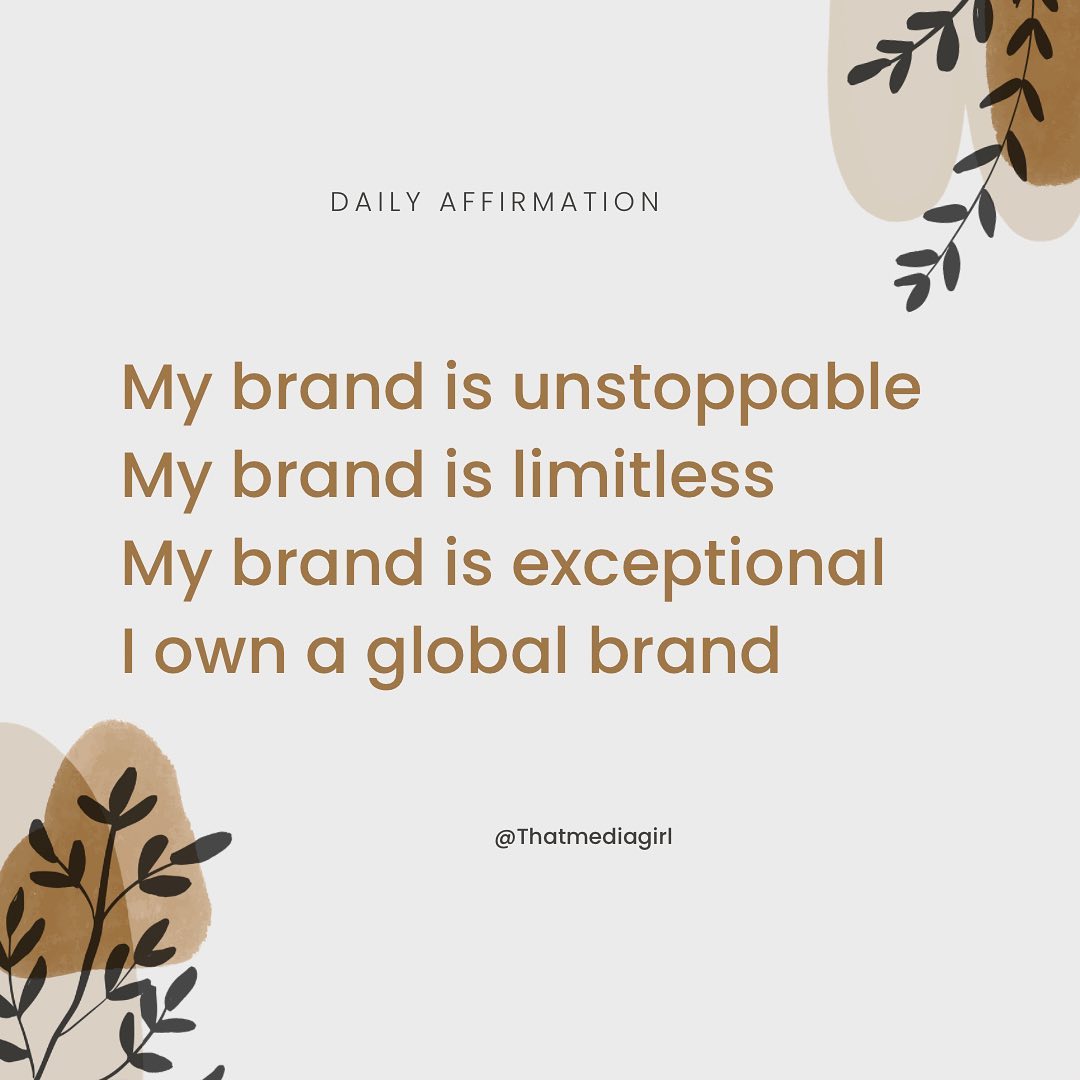 DAILY AFFIRMATION
My brand is unstoppable
My brand is limitless
My brand is exceptional
I own a global brand
@Thatmediagirl